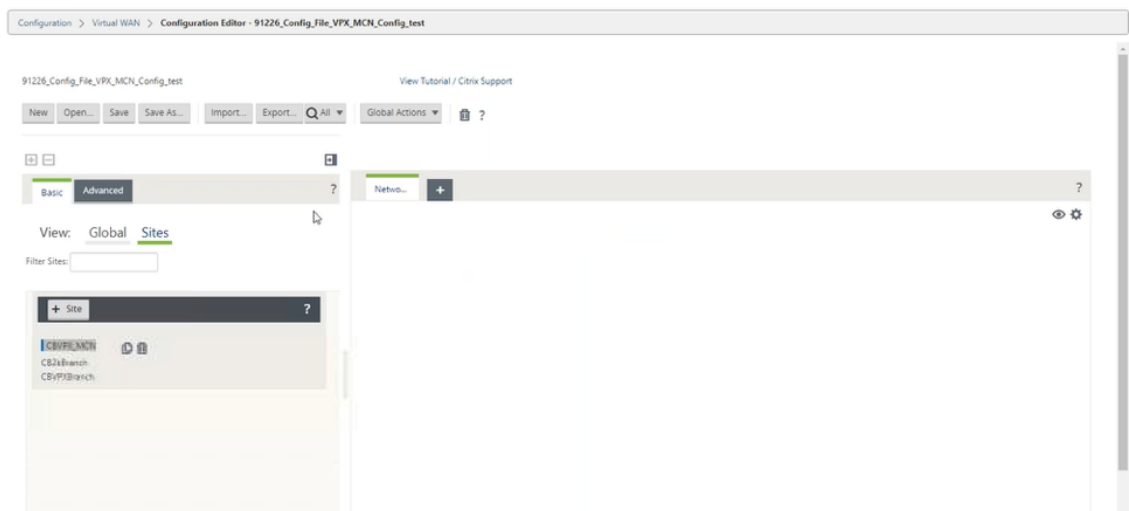 Configuration > Virtual WAN > Configuration Editor - 91226_Config_File_VPX_MCN_Config_test
91226_Config_File_VPX_MCN_Config_test
View Tutorial / Citrix Support
New Open... Save Save As... Import... Export... All Global Actions ?
Basic Advanced ?
Netwo... + ?
View: Global Sites
Filter Sites:
+ Site ?
CB2kBranch
CBVPXBranch